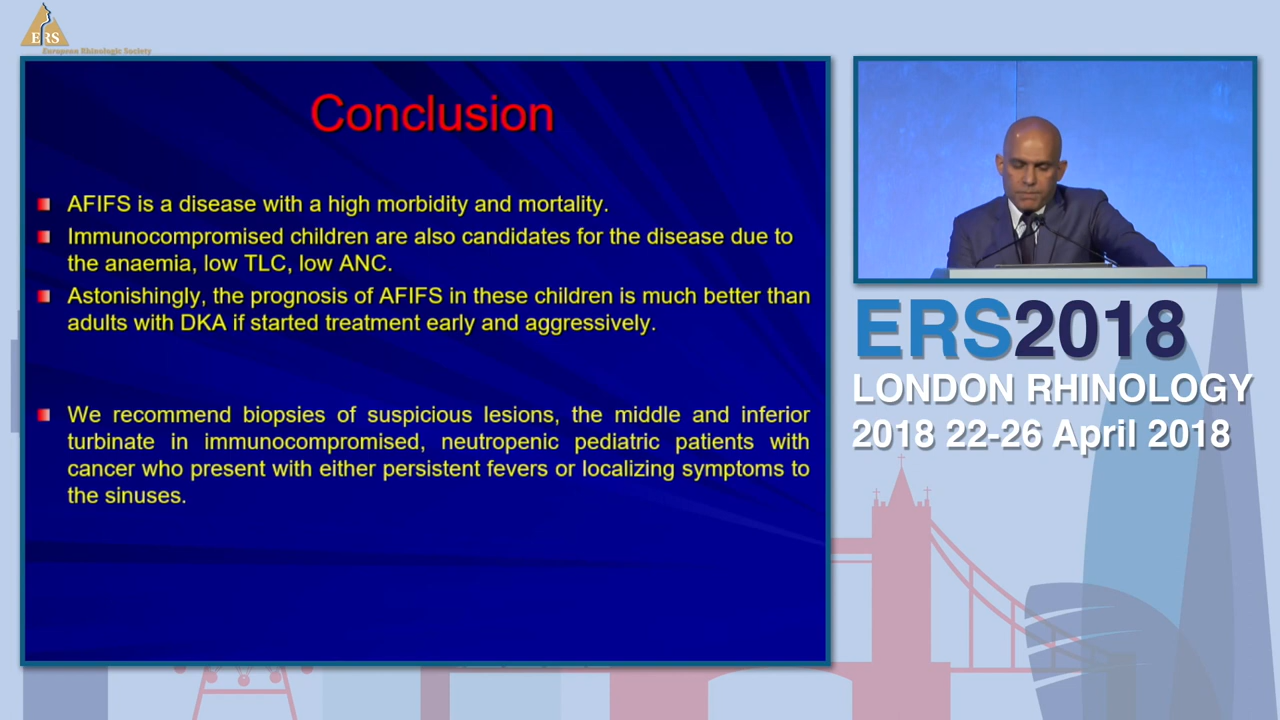 ERS
European Rhinologic Society
Conclusion
AFIFS is a disease with a high morbidity and mortality.
Immunocompromised children are also candidates for the disease due to
the anaemia, low TLC, low ANC.
Astonishingly, the prognosis of AFIFS in these children is much better than
adults with DKA if started treatment early and aggressively.
We recommend biopsies of suspicious lesions, the middle and inferior
turbinate in immunocompromised, neutropenic pediatric patients with
cancer who present with either persistent fevers or localizing symptoms to
the sinuses.
ERS2018
LONDON RHINOLOGY
2018 22-26 April 2018